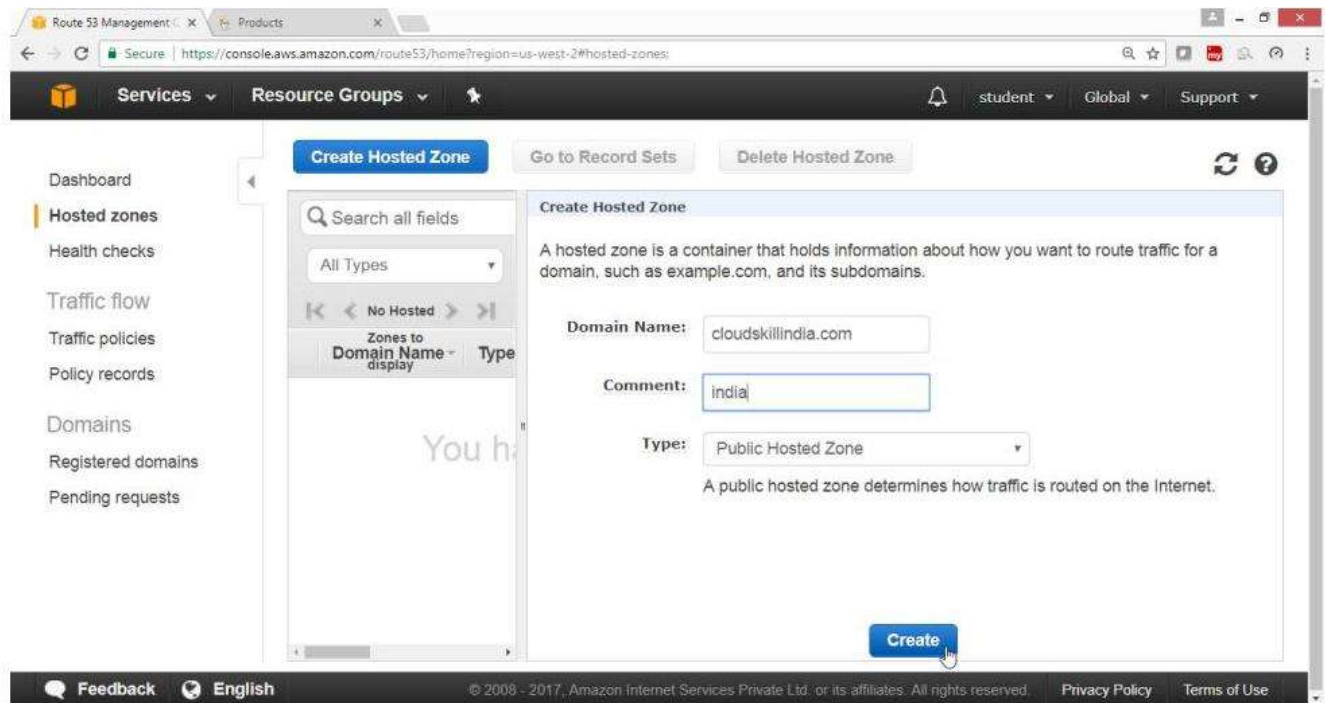 Route 53 Management C
Products
Secure | https://console.aws.amazon.com/route53/home?region=us-west-2#hosted-zones:
my
Services
Resource Groups
student
Global
Support
Create Hosted Zone
Go to Record Sets
Delete Hosted Zone
Dashboard
Hosted zones
Health checks
Traffic flow
Traffic policies
Policy records
Domains
Registered domains
Pending requests
Search all fields
All Types
No Hosted
Zones to
Domain Name
Type
display
You ha
Create Hosted Zone
A hosted zone is a container that holds information about how you want to route traffic for a
domain, such as example.com, and its subdomains.
Domain Name: cloudskillindia.com
Comment: india
Type: Public Hosted Zone
A public hosted zone determines how traffic is routed on the Internet.
Create
Feedback
English
© 2008 - 2017, Amazon Internet Services Private Ltd. or its affiliates. All rights reserved.
Privacy Policy
Terms of Use